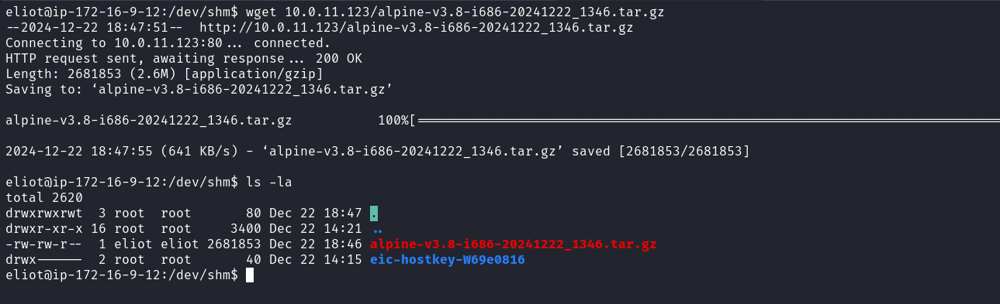 eliot@ip-172-16-9-12:/dev/shm$ wget 10.0.11.123/alpine-v3.8-i686-20241222_1346.tar.gz
--2024-12-22 18:47:51--  http://10.0.11.123/alpine-v3.8-i686-20241222_1346.tar.gz
Connecting to 10.0.11.123:80... connected.
HTTP request sent, awaiting response... 200 OK
Length: 2681853 (2.6M) [application/gzip]
Saving to: ‘alpine-v3.8-i686-20241222_1346.tar.gz’
alpine-v3.8-i686-20241222_1346.tar.gz           100%[==========================================================================
2024-12-22 18:47:55 (641 KB/s) - ‘alpine-v3.8-i686-20241222_1346.tar.gz’ saved [2681853/2681853]
eliot@ip-172-16-9-12:/dev/shm$ ls -la
total 2620
drwxrwxrwt  3 root  root       80 Dec 22 18:47 .
drwxr-xr-x 16 root  root     3400 Dec 22 14:21 ..
-rw-rw-r--  1 eliot eliot 2681853 Dec 22 18:46 alpine-v3.8-i686-20241222_1346.tar.gz
drwx------  2 root  root       40 Dec 22 14:15 eic-hostkey-W69e0816
eliot@ip-172-16-9-12:/dev/shm$